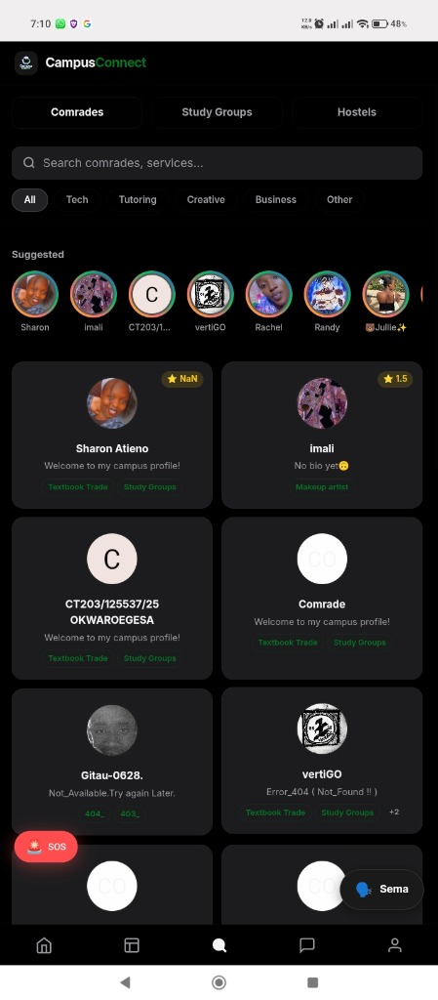 7:10
12.0
KB/s
48%
CampusConnect
Comrades
Study Groups
Hostels
Search comrades, services...
All
Tech
Tutoring
Creative
Business
Other
Suggested
C
Sharon
imali
CT203/1...
vertiGO
Rachel
Randy
🐻Jullie✨
⭐ NaN
Sharon Atieno
Welcome to my campus profile!
Textbook Trade
Study Groups
⭐ 1.5
imali
No bio yet🙃
Makeup artist
C
CT203/125537/25
OKWAROEGESA
Welcome to my campus profile!
Textbook Trade
Study Groups
CO
Comrade
Welcome to my campus profile!
Textbook Trade
Study Groups
Gitau-0628.
Not_Available.Try again Later.
404_
403_
vertiGO
Error_404 ( Not_Found !! )
Textbook Trade
Study Groups
+2
SOS
CO
CO
Sema